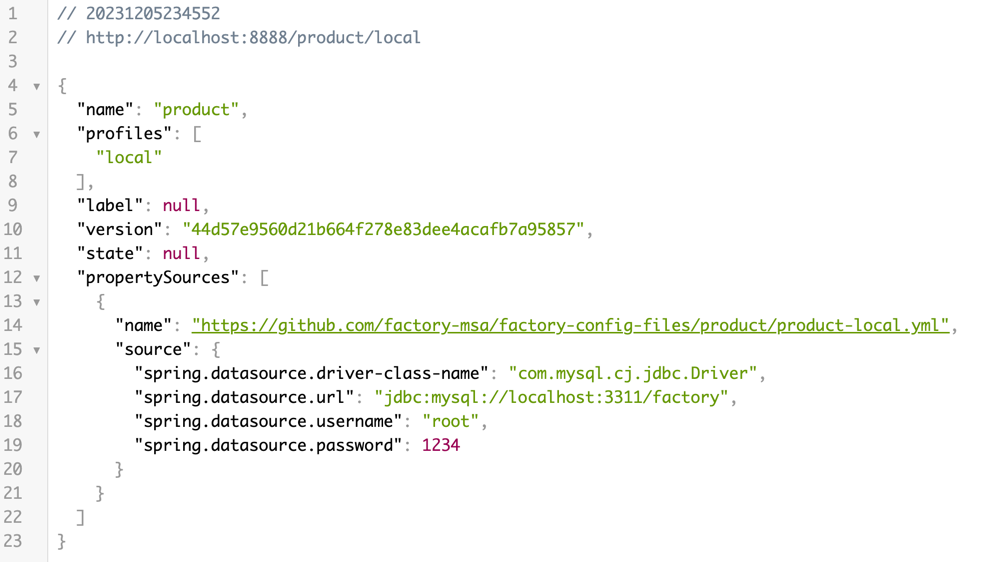 1 // 20231205234552
2 // http://localhost:8888/product/local
3
4 ▼ {
5 "name": "product",
6 ▼ "profiles": [
7 "local"
8 ],
9 "label": null,
10 "version": "44d57e9560d21b664f278e83dee4acafb7a95857",
11 "state": null,
12 ▼ "propertySources": [
13 ▼ {
14 "name": "https://github.com/factory-msa/factory-config-files/product/product-local.yml",
15 ▼ "source": {
16 "spring.datasource.driver-class-name": "com.mysql.cj.jdbc.Driver",
17 "spring.datasource.url": "jdbc:mysql://localhost:3311/factory",
18 "spring.datasource.username": "root",
19 "spring.datasource.password": 1234
20 }
21 }
22 ]
23 }